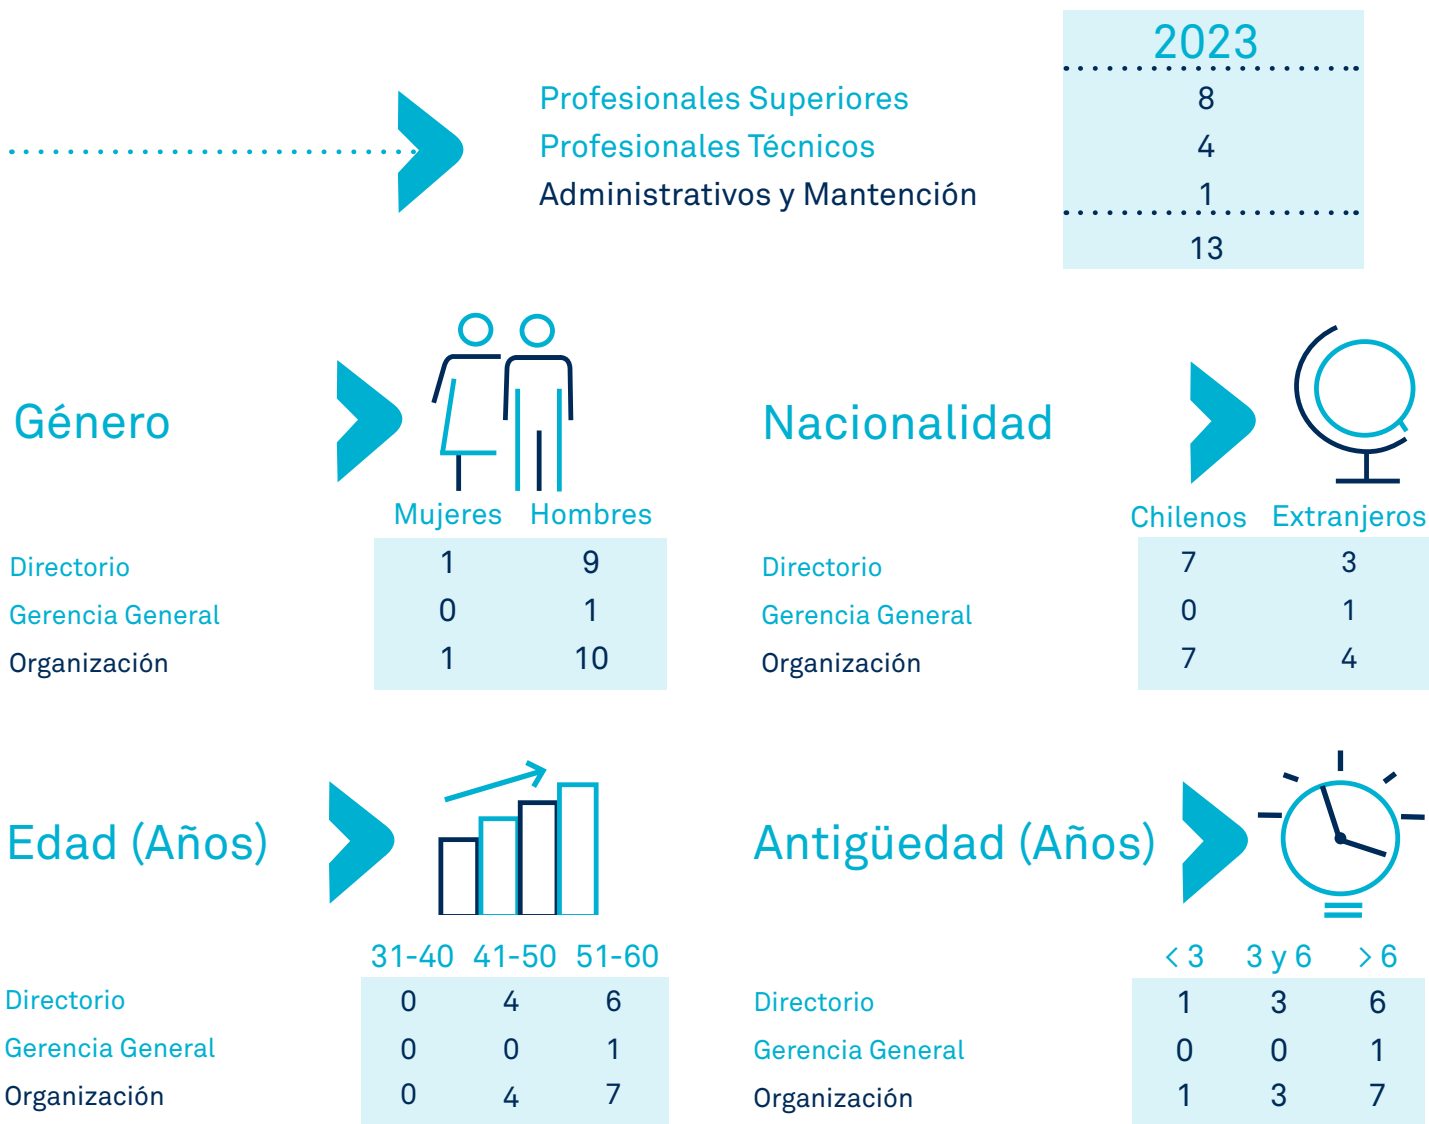 2023
Profesionales Superiores 8
Profesionales Técnicos 4
Administrativos y Mantención 1
13
Género
Mujeres Hombres
Directorio 1 9
Gerencia General 0 1
Organización 1 10
Nacionalidad
Chilenos Extranjeros
Directorio 7 3
Gerencia General 0 1
Organización 7 4
Edad (Años)
31-40 41-50 51-60
Directorio 0 4 6
Gerencia General 0 0 1
Organización 0 4 7
Antigüedad (Años)
< 3 3 y 6 > 6
Directorio 1 3 6
Gerencia General 0 0 1
Organización 1 3 7